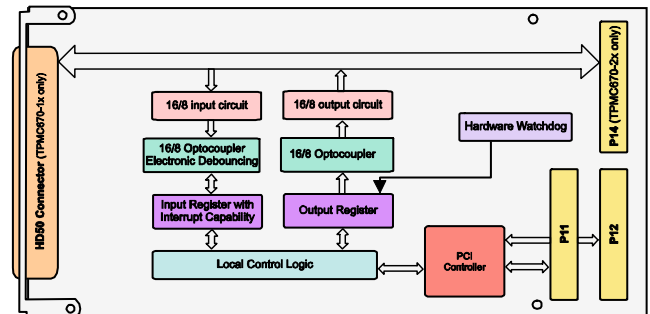 HD50 Connector (TPMC670-1x only)
P14 (TPMC670-2x only)
16/8 input circuit
16/8 output circuit
Hardware Watchdog
16/8 Optocoupler
Electronic Debouncing
16/8 Optocoupler
Input Register with
Interrupt Capability
Output Register
P11
P12
Local Control Logic
PCI
Controller